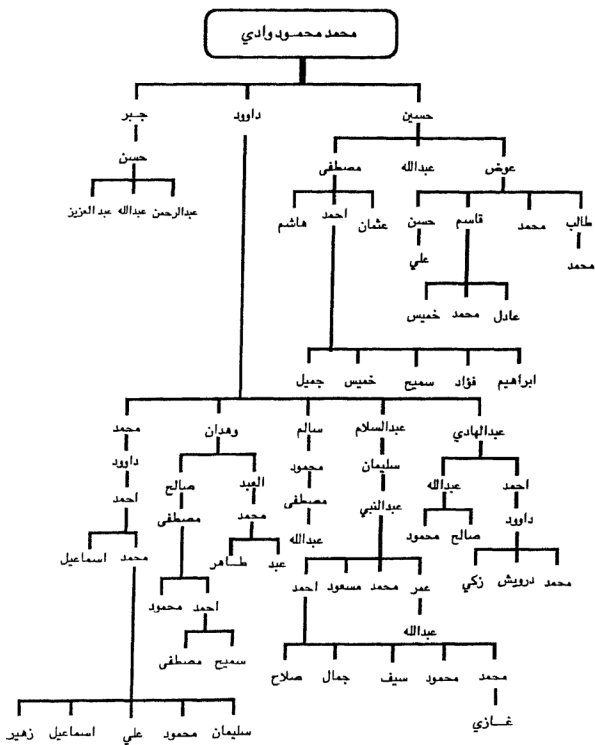 محمد محمود وادي
حسين داوود جبر
عوض عبدالله مصطفى حسن
طالب محمد قاسم حسن عثمان احمد هاشم عبدالرحمن عبدالله عبدالعزيز
محمد علي
عادل محمد خميس
ابراهيم فؤاد سميح خميس جميل
عبدالهادي عبدالسلام سالم وهدان محمد
احمد عبدالله سليمان محمود العبد صالح داوود
داوود صالح محمود عبدالنبي مصطفى محمد مصطفى احمد
محمد درويش زكي عبدالله عبد طاهر محمد اسماعيل
عمر محمد مسعود احمد احمد محمود
عبدالله سميح مصطفى
محمد محمود سيف جمال صلاح
غازي سليمان محمود علي اسماعيل زهير